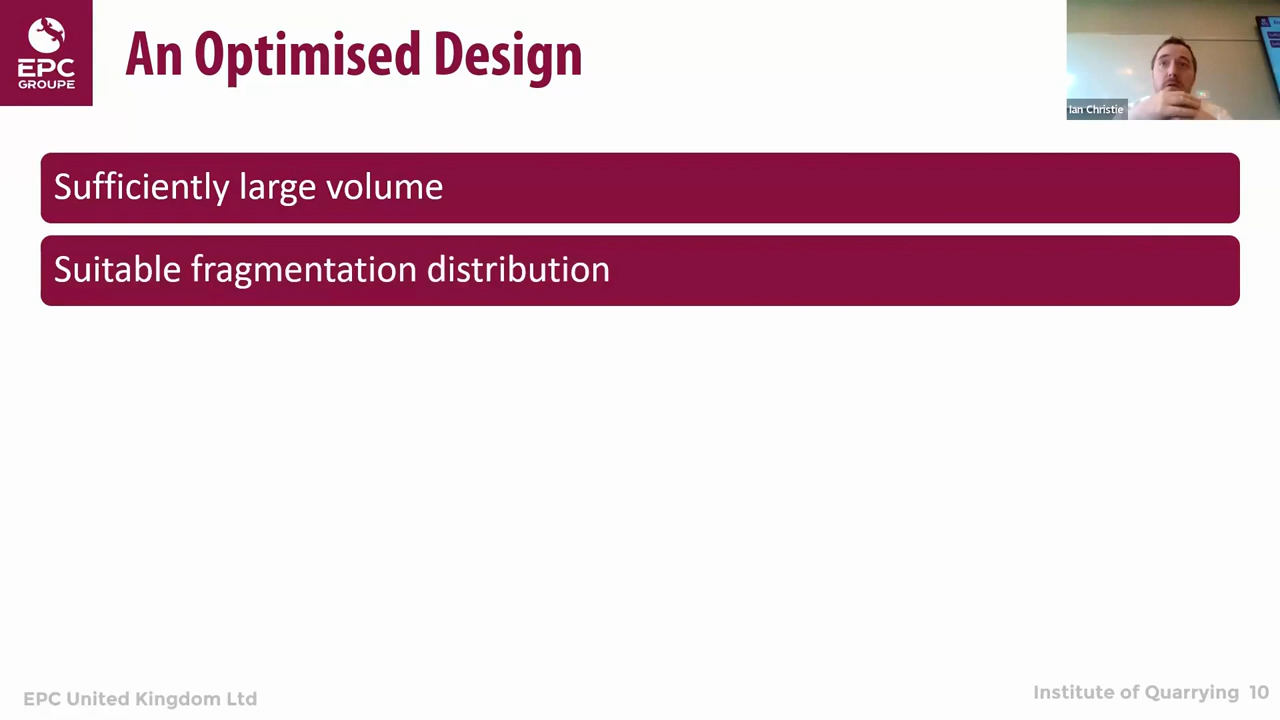 EPC
GROUPE
An Optimised Design
Ian Christie
Sufficiently large volume
Suitable fragmentation distribution
EPC United Kingdom Ltd
Institute of Quarrying 10